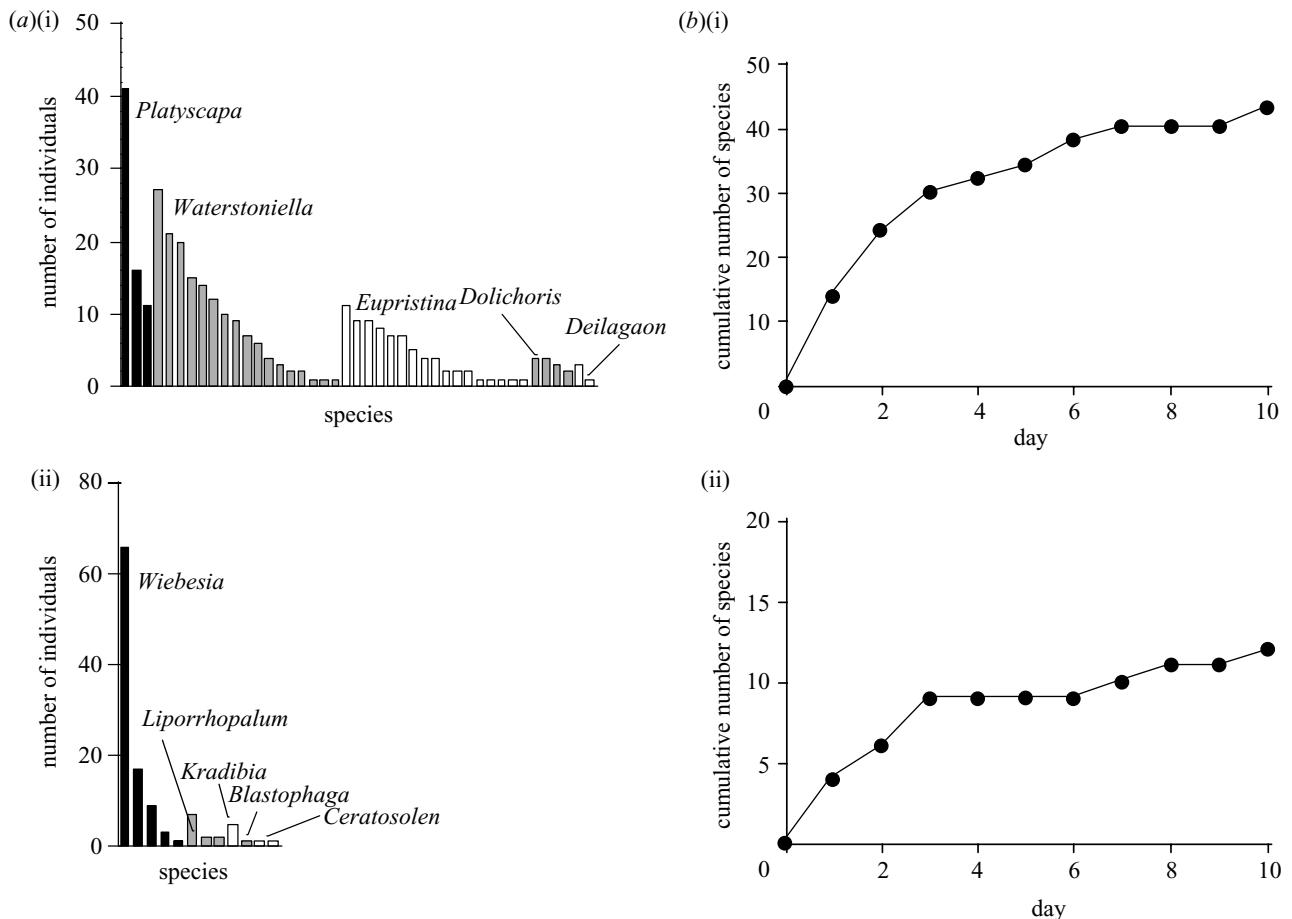 (a)(i)
50
40
30
20
10
0
number of individuals
Platyscapa
Waterstoniella
Eupristina
Dolichoris
Deilagaon
species
(b)(i)
50
40
30
20
10
0
2
4
6
8
10
cumulative number of species
day
(ii)
80
60
40
20
0
number of individuals
Wiebesia
Liporrhopalum
Kradibia
Blastophaga
Ceratosolen
species
(ii)
20
15
10
5
0
2
4
6
8
10
cumulative number of species
day